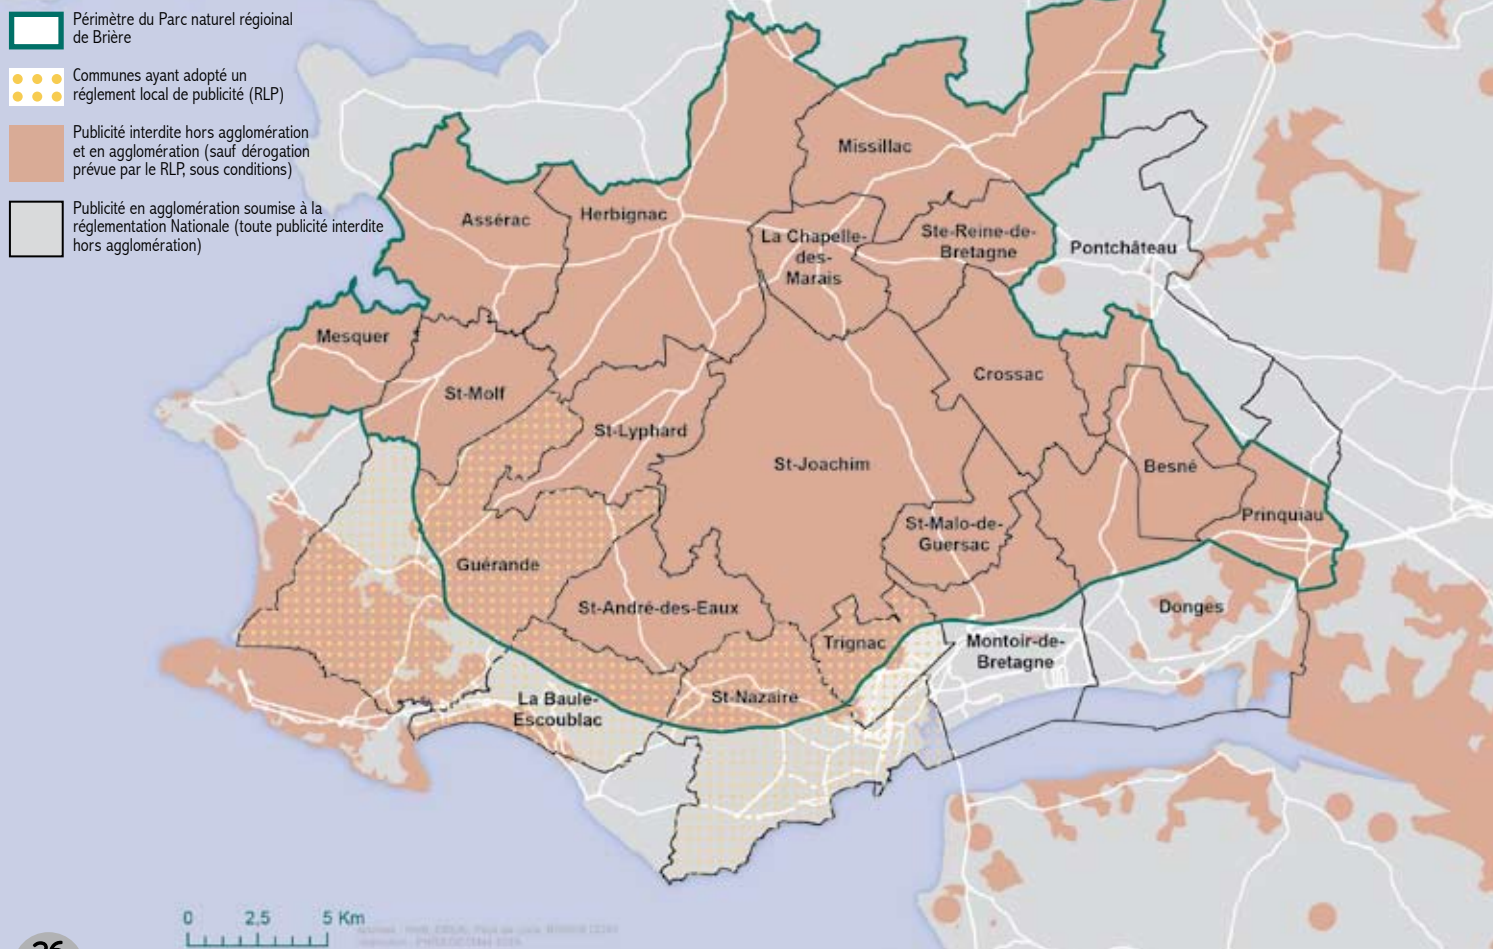 Périmètre du Parc naturel régioinal
de Brière
Communes ayant adopté un
réglement local de publicité (RLP)
Publicité interdite hors agglomération
et en agglomération (sauf dérogation
prévue par le RLP, sous conditions)
Publicité en agglomération soumise à la
réglementation Nationale (toute publicité interdite
hors agglomération)
Missillac
Assérac
Herbignac
La Chapelle-
des-
Marais
Ste-Reine-de-
Bretagne
Pontchâteau
Mesquer
St-Molf
Crossac
St-Lyphard
St-Joachim
Besné
Prinquiau
St-Malo-de-
Guersac
Guérande
St-André-des-Eaux
Donges
Trignac
Montoir-de-
Bretagne
La Baule-
Escoublac
St-Nazaire
0 2,5 5 Km